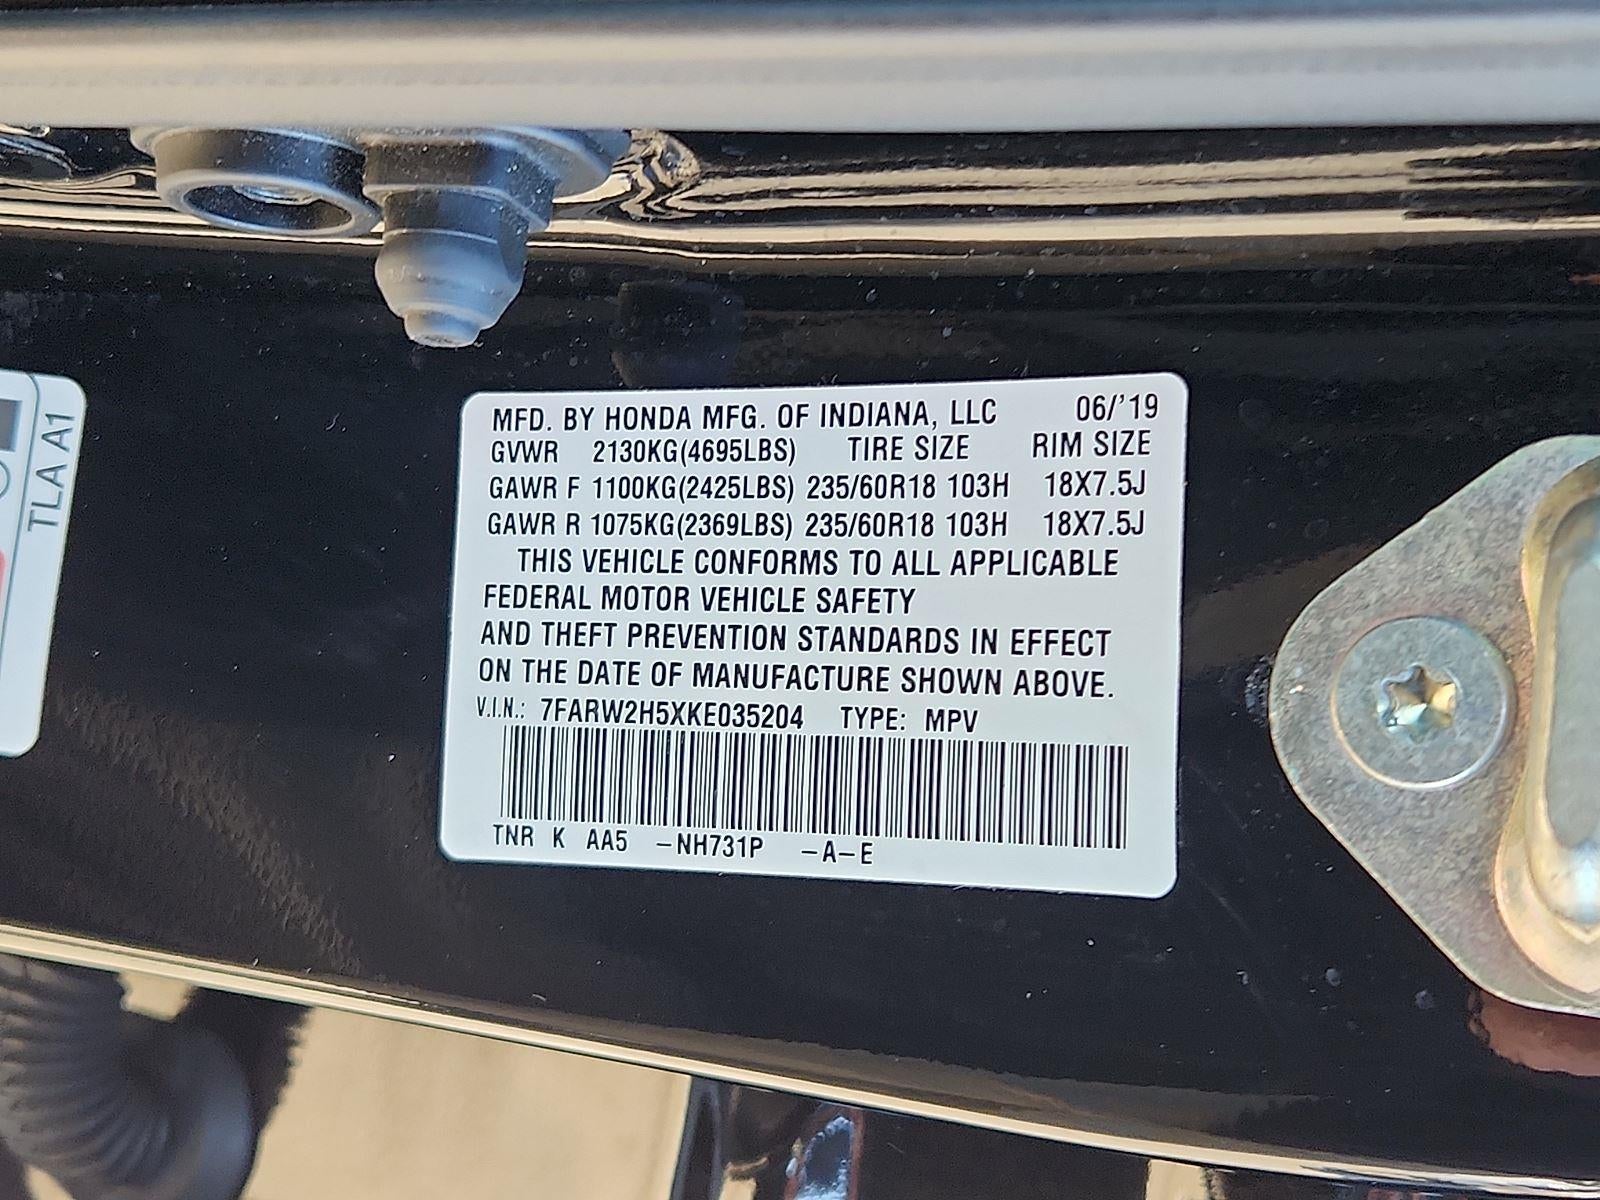 MFD. BY HONDA MFG. OF INDIANA, LLC 06/'19
GVWR 2130KG(4695LBS) TIRE SIZE RIM SIZE
GAWR F 1100KG(2425LBS) 235/60R18 103H 18X7.5J
GAWR R 1075KG(2369LBS) 235/60R18 103H 18X7.5J
THIS VEHICLE CONFORMS TO ALL APPLICABLE
FEDERAL MOTOR VEHICLE SAFETY
AND THEFT PREVENTION STANDARDS IN EFFECT
ON THE DATE OF MANUFACTURE SHOWN ABOVE.
V.I.N.: 7FARW2H5XKE035204 TYPE: MPV
TNR K AA5 -NH731P -A-E
TLA A1